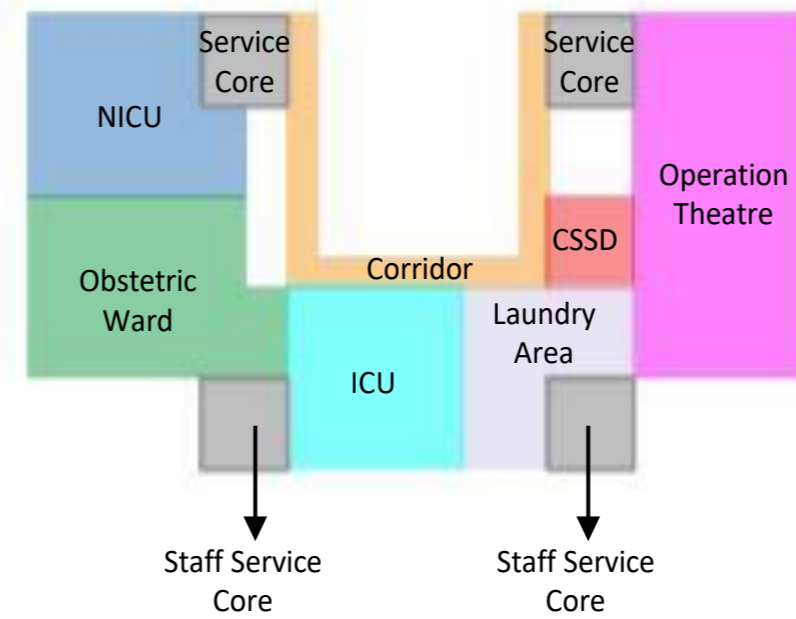 Service
Core
Service
Core
NICU
Operation
Theatre
CSSD
Corridor
Obstetric
Ward
Laundry
Area
ICU
Staff Service
Core
Staff Service
Core